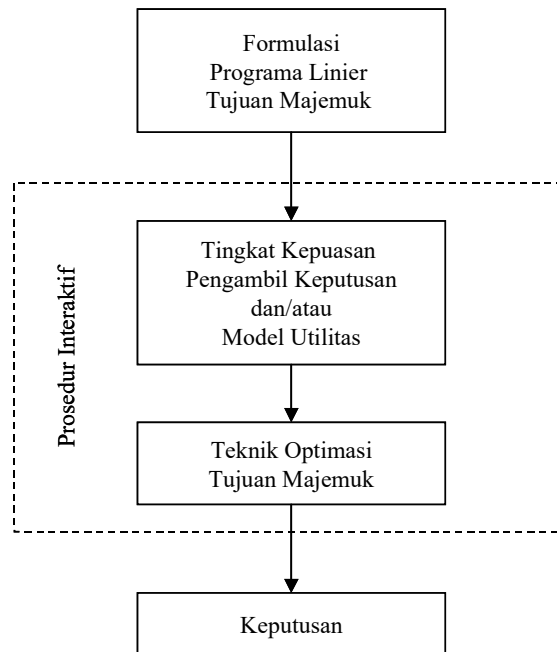 Formulasi
Programa Linier
Tujuan Majemuk
Prosedur Interaktif
Tingkat Kepuasan
Pengambil Keputusan
dan/atau
Model Utilitas
Teknik Optimasi
Tujuan Majemuk
Keputusan